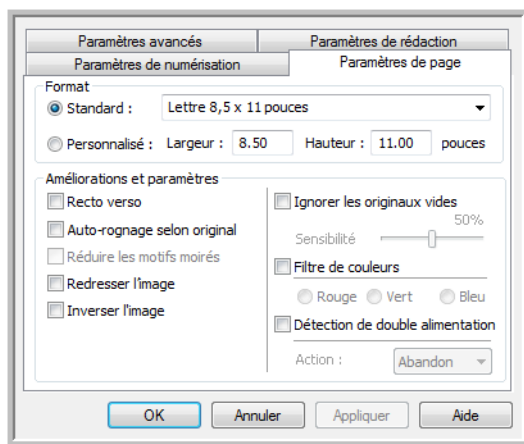 Paramètres avancés Paramètres de rédaction
Paramètres de numérisation Paramètres de page
Format
Standard : Lettre 8,5 x 11 pouces
Personnalisé : Largeur : 8.50 Hauteur : 11.00 pouces
Améliorations et paramètres
Recto verso
Auto-rognage selon original
Réduire les motifs moirés
Redresser l'image
Inverser l'image
Ignorer les originaux vides
50%
Sensibilité
Filtre de couleurs
Rouge Vert Bleu
Détection de double alimentation
Action : Abandon
OK Annuler Appliquer Aide